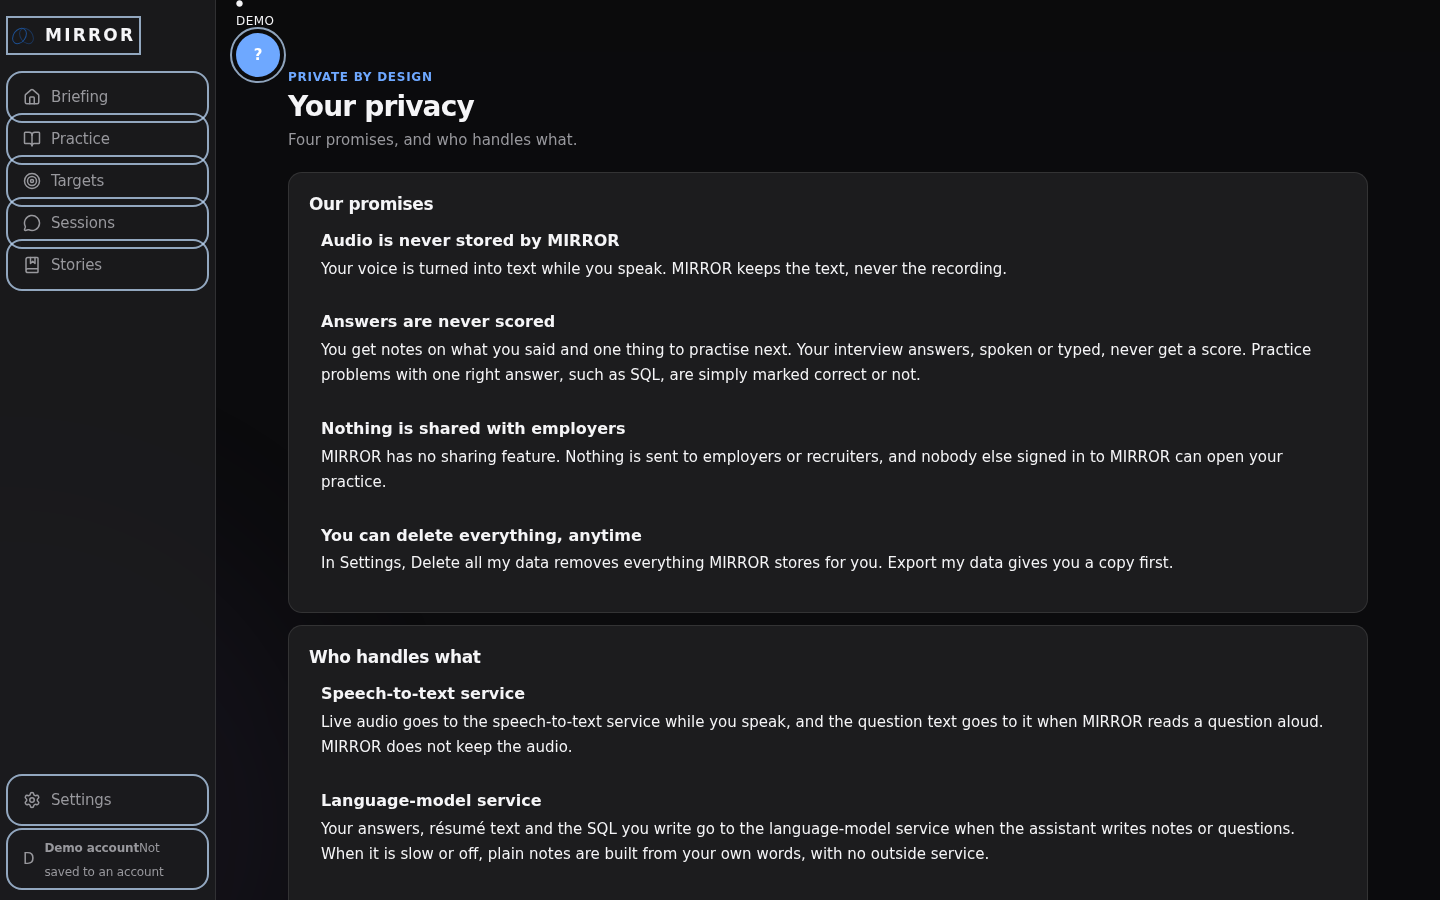 MIRROR
Briefing
Practice
Targets
Sessions
Stories
Settings
D
Demo accountNot
saved to an account
DEMO
?
PRIVATE BY DESIGN
Your privacy
Four promises, and who handles what.
Our promises
Audio is never stored by MIRROR
Your voice is turned into text while you speak. MIRROR keeps the text, never the recording.
Answers are never scored
You get notes on what you said and one thing to practise next. Your interview answers, spoken or typed, never get a score. Practice
problems with one right answer, such as SQL, are simply marked correct or not.
Nothing is shared with employers
MIRROR has no sharing feature. Nothing is sent to employers or recruiters, and nobody else signed in to MIRROR can open your
practice.
You can delete everything, anytime
In Settings, Delete all my data removes everything MIRROR stores for you. Export my data gives you a copy first.
Who handles what
Speech-to-text service
Live audio goes to the speech-to-text service while you speak, and the question text goes to it when MIRROR reads a question aloud.
MIRROR does not keep the audio.
Language-model service
Your answers, résumé text and the SQL you write go to the language-model service when the assistant writes notes or questions.
When it is slow or off, plain notes are built from your own words, with no outside service.